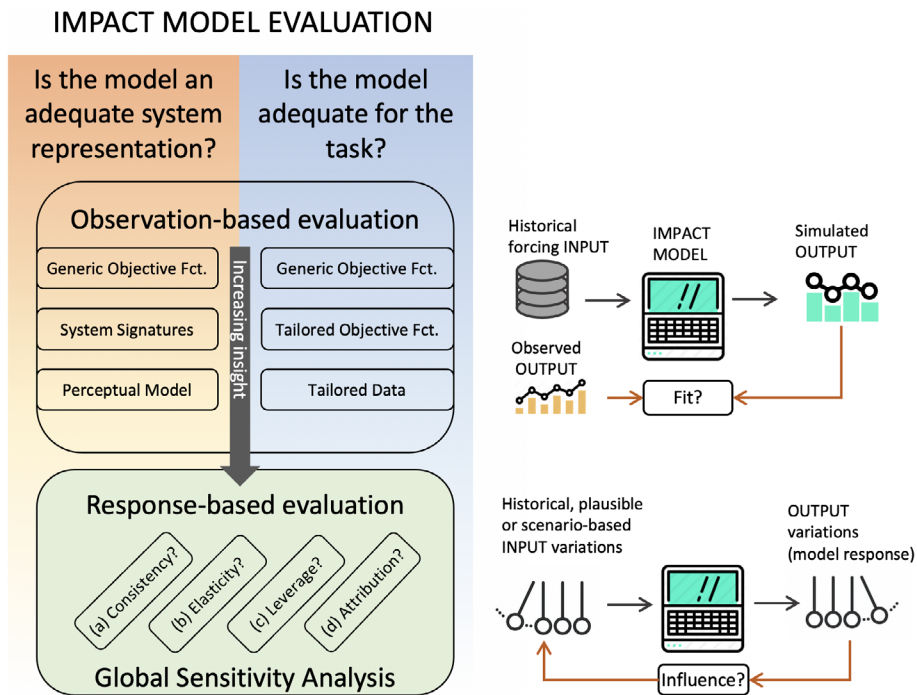 IMPACT MODEL EVALUATION
Is the model an
adequate system
representation?
Is the model
adequate for the
task?
Observation-based evaluation
Generic Objective Fct.
System Signatures
Perceptual Model
Increasing insight
Generic Objective Fct.
Tailored Objective Fct.
Tailored Data
Response-based evaluation
(a) Consistency?
(b) Elasticity?
(c) Leverage?
(d) Attribution?
Global Sensitivity Analysis
Historical
forcing INPUT
IMPACT
MODEL
Simulated
OUTPUT
Observed
OUTPUT
Fit?
Historical, plausible
or scenario-based
INPUT variations
OUTPUT
variations
(model response)
Influence?